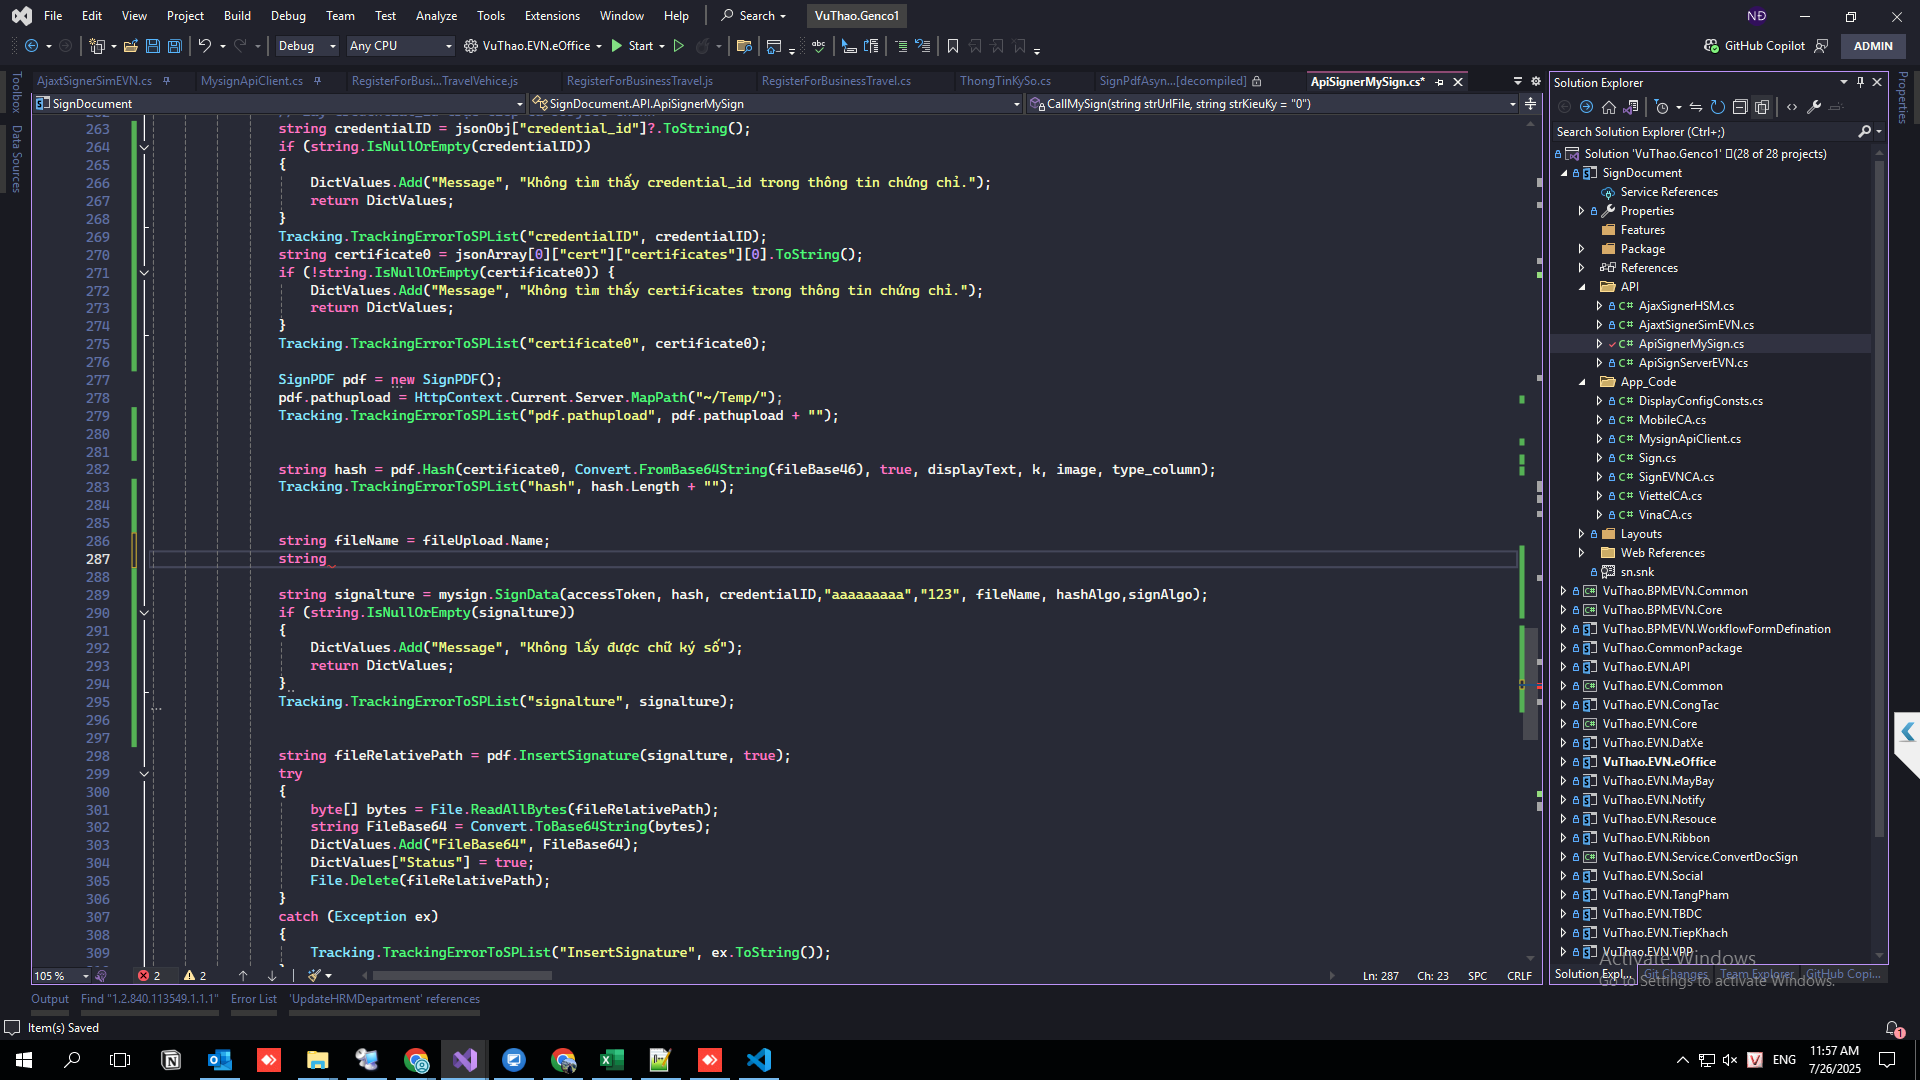 File Edit View Project Build Debug Team Test Analyze Tools Extensions Window Help Search VuThao.Genco1 NĐ
Debug Any CPU VuThao.EVN.eOffice Start GitHub Copilot ADMIN
AjaxtSignerSimEVN.cs MysignApiClient.cs RegisterForBusi...TravelVehice.js RegisterForBusinessTravel.js RegisterForBusinessTravel.cs ThongTinKySo.cs SignPdfAsyn...[decompiled] ApiSignerMySign.cs*
SignDocument SignDocument.API.ApiSignerMySign CallMySign(string strUrlFile, string strKieuKy = "0")
Toolbox
Data Sources
263 string credentialID = jsonObj["credential_id"]?.ToString();
264 if (string.IsNullOrEmpty(credentialID))
265 {
266 DictValues.Add("Message", "Không tìm thấy credential_id trong thông tin chứng chỉ.");
267 return DictValues;
268 }
269 Tracking.TrackingErrorToSPList("credentialID", credentialID);
270 string certificate0 = jsonArray[0]["cert"]["certificates"][0].ToString();
271 if (!string.IsNullOrEmpty(certificate0)) {
272 DictValues.Add("Message", "Không tìm thấy certificates trong thông tin chứng chỉ.");
273 return DictValues;
274 }
275 Tracking.TrackingErrorToSPList("certificate0", certificate0);
276
277 SignPDF pdf = new SignPDF();
278 pdf.pathupload = HttpContext.Current.Server.MapPath("~/Temp/");
279 Tracking.TrackingErrorToSPList("pdf.pathupload", pdf.pathupload + "");
280
281
282 string hash = pdf.Hash(certificate0, Convert.FromBase64String(fileBase46), true, displayText, k, image, type_column);
283 Tracking.TrackingErrorToSPList("hash", hash.Length + "");
284
285
286 string fileName = fileUpload.Name;
287 string
288
289 string signalture = mysign.SignData(accessToken, hash, credentialID,"aaaaaaaaa","123", fileName, hashAlgo,signAlgo);
290 if (string.IsNullOrEmpty(signalture))
291 {
292 DictValues.Add("Message", "Không lấy được chữ ký số");
293 return DictValues;
294 }
295 Tracking.TrackingErrorToSPList("signalture", signalture);
296
297
298 string fileRelativePath = pdf.InsertSignature(signalture, true);
299 try
300 {
301 byte[] bytes = File.ReadAllBytes(fileRelativePath);
302 string FileBase64 = Convert.ToBase64String(bytes);
303 DictValues.Add("FileBase64", FileBase64);
304 DictValues["Status"] = true;
305 File.Delete(fileRelativePath);
306 }
307 catch (Exception ex)
308 {
309 Tracking.TrackingErrorToSPList("InsertSignature", ex.ToString());
105 % 2 2 Ln: 287 Ch: 23 SPC CRLF
Output Find "1.2.840.113549.1.1.1" Error List 'UpdateHRMDepartment' references
Item(s) Saved
Solution Explorer
Search Solution Explorer (Ctrl+;)
Solution 'VuThao.Genco1' (28 of 28 projects)
SignDocument
Service References
Properties
Features
Package
References
API
AjaxSignerHSM.cs
AjaxtSignerSimEVN.cs
ApiSignerMySign.cs
ApiSignServerEVN.cs
App_Code
DisplayConfigConsts.cs
MobileCA.cs
MysignApiClient.cs
Sign.cs
SignEVNCA.cs
ViettelCA.cs
VinaCA.cs
Layouts
Web References
sn.snk
VuThao.BPMEVN.Common
VuThao.BPMEVN.Core
VuThao.BPMEVN.WorkflowFormDefination
VuThao.CommonPackage
VuThao.EVN.API
VuThao.EVN.Common
VuThao.EVN.CongTac
VuThao.EVN.Core
VuThao.EVN.DatXe
VuThao.EVN.eOffice
VuThao.EVN.MayBay
VuThao.EVN.Notify
VuThao.EVN.Resouce
VuThao.EVN.Ribbon
VuThao.EVN.Service.ConvertDocSign
VuThao.EVN.Social
VuThao.EVN.TangPham
VuThao.EVN.TBDC
VuThao.EVN.TiepKhach
VuThao.EVN.VPP
Solution Expl... Git Changes Team Explorer GitHub Copi...
Properties
Activate Windows
Go to Settings to activate Windows.
1
ENG
11:57 AM
7/26/2025